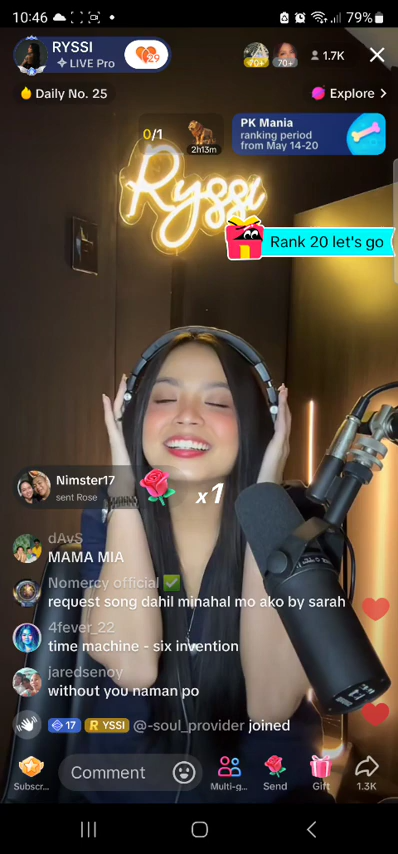 10:46
79%
RYSSI
LIVE Pro
29
70+
70+
1.7K
Daily No. 25
Explore
0/1
2h13m
PK Mania
ranking period
from May 14-20
Ryssi
Rank 20 let's go
Nimster17
sent Rose
x1
dAvS
MAMA MIA
Nomercy official ✅
request song dahil minahal mo ako by sarah
4fever_22
time machine - six invention
jaredsenoy
without you naman po
17 R YSSI @-soul_provider joined
Comment
Subscr...
Multi-g...
Send
Gift
1.3K